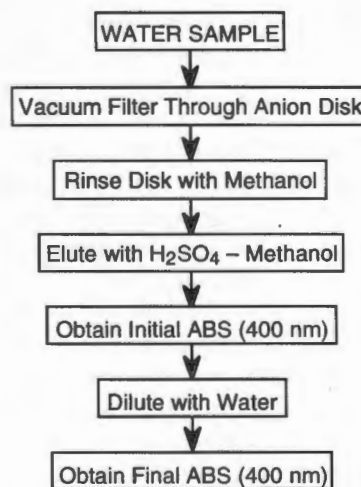 WATER SAMPLE
Vacuum Filter Through Anion Disk
Rinse Disk with Methanol
Elute with H₂SO₄ – Methanol
Obtain Initial ABS (400 nm)
Dilute with Water
Obtain Final ABS (400 nm)